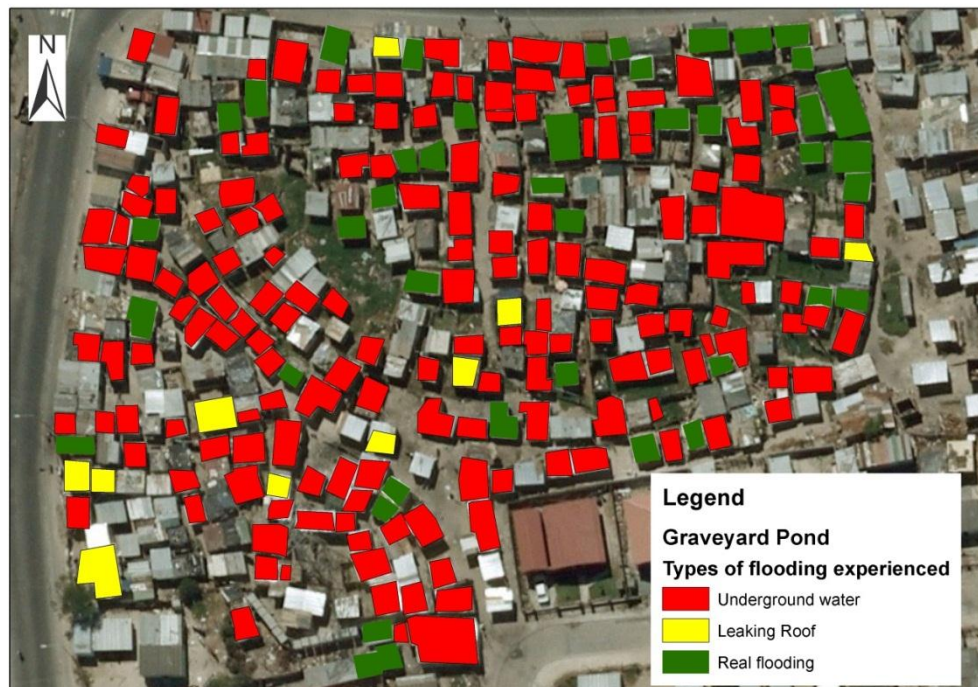 N
Legend
Graveyard Pond
Types of flooding experienced
Underground water
Leaking Roof
Real flooding